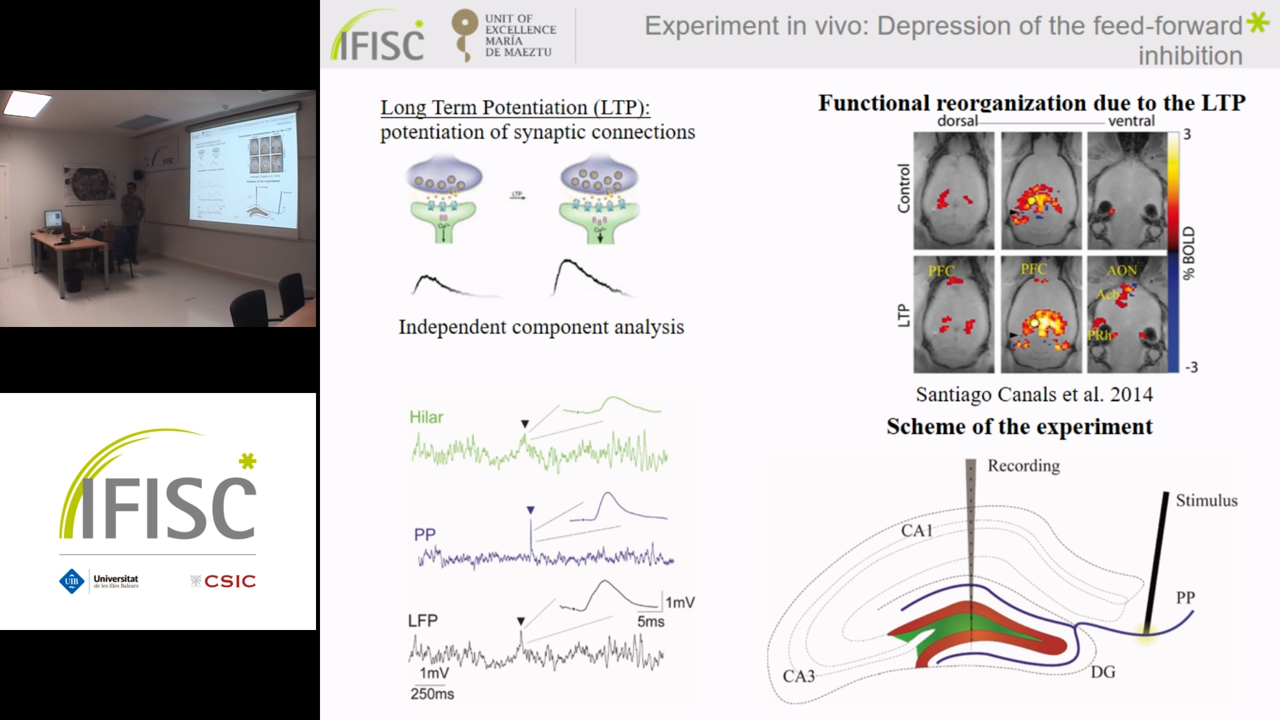 IFISC
UNIT OF
EXCELLENCE
MARÍA
DE MAEZTU
Experiment in vivo: Depression of the feed-forward
inhibition
Long Term Potentiation (LTP):
potentiation of synaptic connections
LTP
Ca²⁺
Ca²⁺
Independent component analysis
Hilar
PP
LFP
1mV
5ms
1mV
250ms
Functional reorganization due to the LTP
dorsal
ventral
Control
LTP
PFC
PFC
AON
Acb
PRh
3
% BOLD
-3
Santiago Canals et al. 2014
Scheme of the experiment
Recording
Stimulus
CA1
PP
CA3
DG
IFISC
UIB
Universitat
de les Illes Balears
CSIC